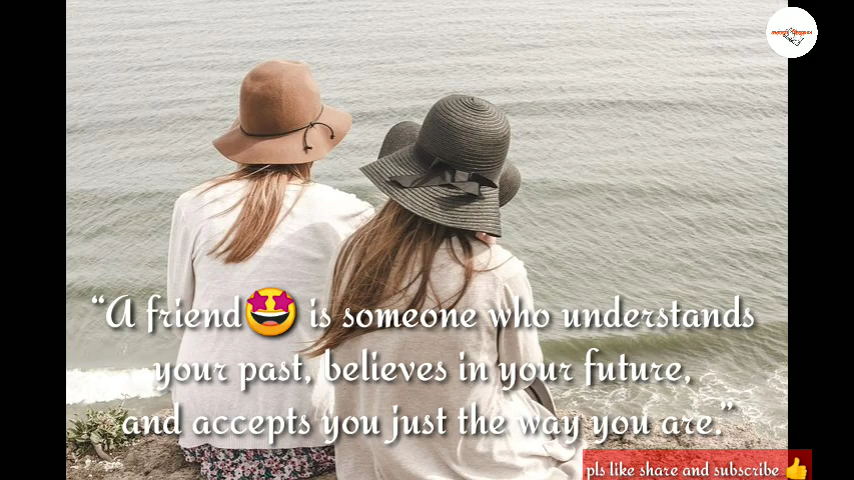 “A friend🤩 is someone who understands
your past, believes in your future,
and accepts you just the way you are.”
pls like share and subscribe 👍